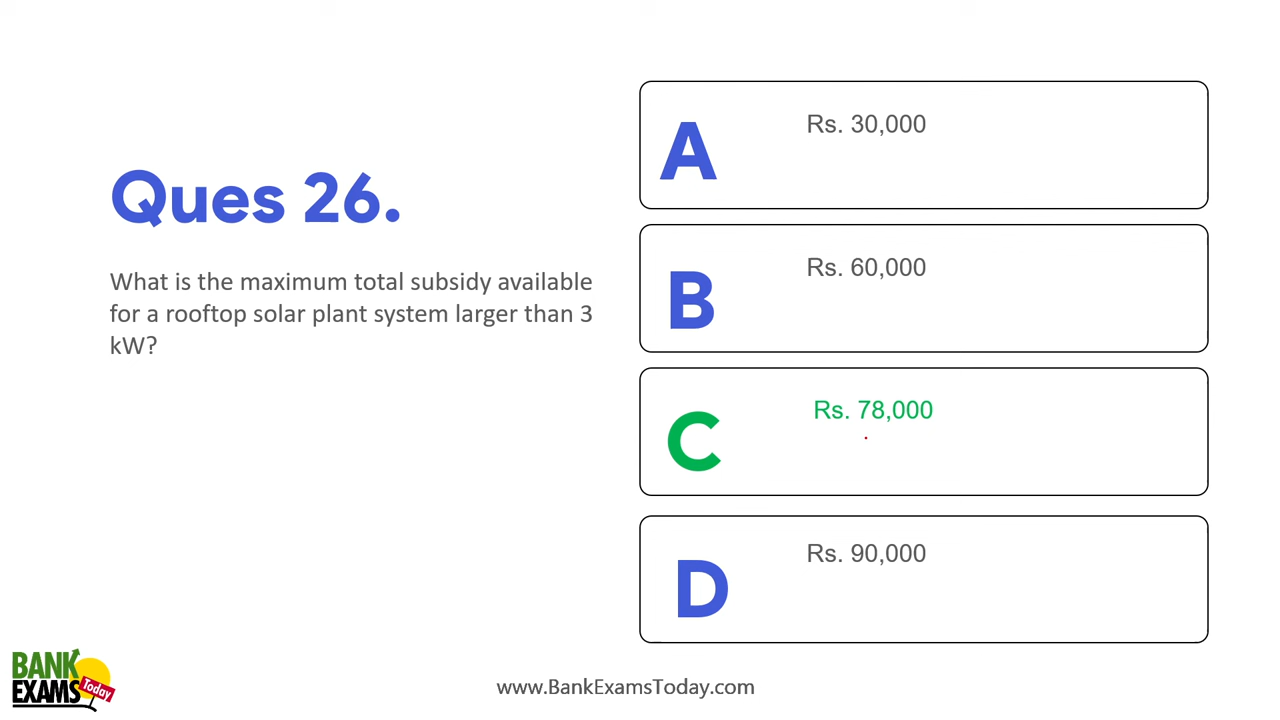 Ques 26.
What is the maximum total subsidy available
for a rooftop solar plant system larger than 3
kW?
A
Rs. 30,000
B
Rs. 60,000
C
Rs. 78,000
D
Rs. 90,000
BANK
EXAMS
Today
www.BankExamsToday.com